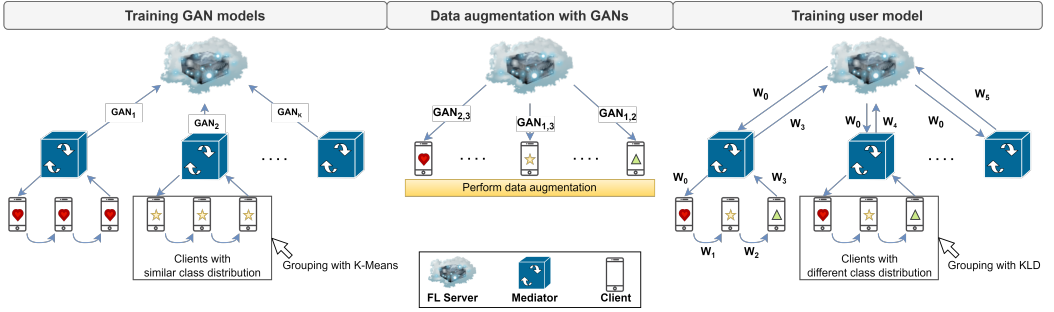 Training GAN models
Data augmentation with GANs
Training user model
GAN1
GAN2
GANK
....
Clients with
similar class distribution
Grouping with K-Means
GAN2,3
GAN1,3
GAN1,2
....
....
Perform data augmentation
FL Server
Mediator
Client
W0
W3
W0
W4
W0
W5
....
W0
W3
W1
W2
Clients with
different class distribution
Grouping with KLD